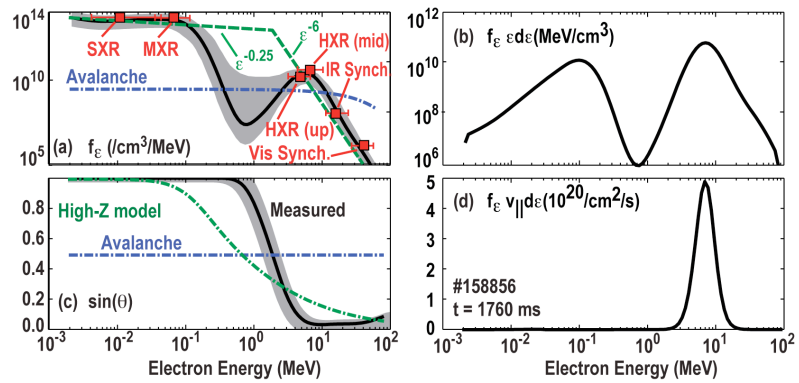 10^14
10^10
10^5
SXR
MXR
ε^-0.25
ε^-6
HXR (mid)
IR Synch
Avalanche
HXR (up)
Vis Synch.
(a) f_ε (/cm^3/MeV)
10^12
10^10
10^8
10^6
(b) f_ε εdε(MeV/cm^3)
0.8
0.6
0.4
0.2
0.0
High-Z model
Measured
Avalanche
(c) sin(θ)
10^-3 10^-2 10^-1 10^0 10^1 10^2
Electron Energy (MeV)
5
4
3
2
1
0
(d) f_ε v_||dε(10^20/cm^2/s)
#158856
t = 1760 ms
10^-3 10^-2 10^-1 10^0 10^1 10^2
Electron Energy (MeV)